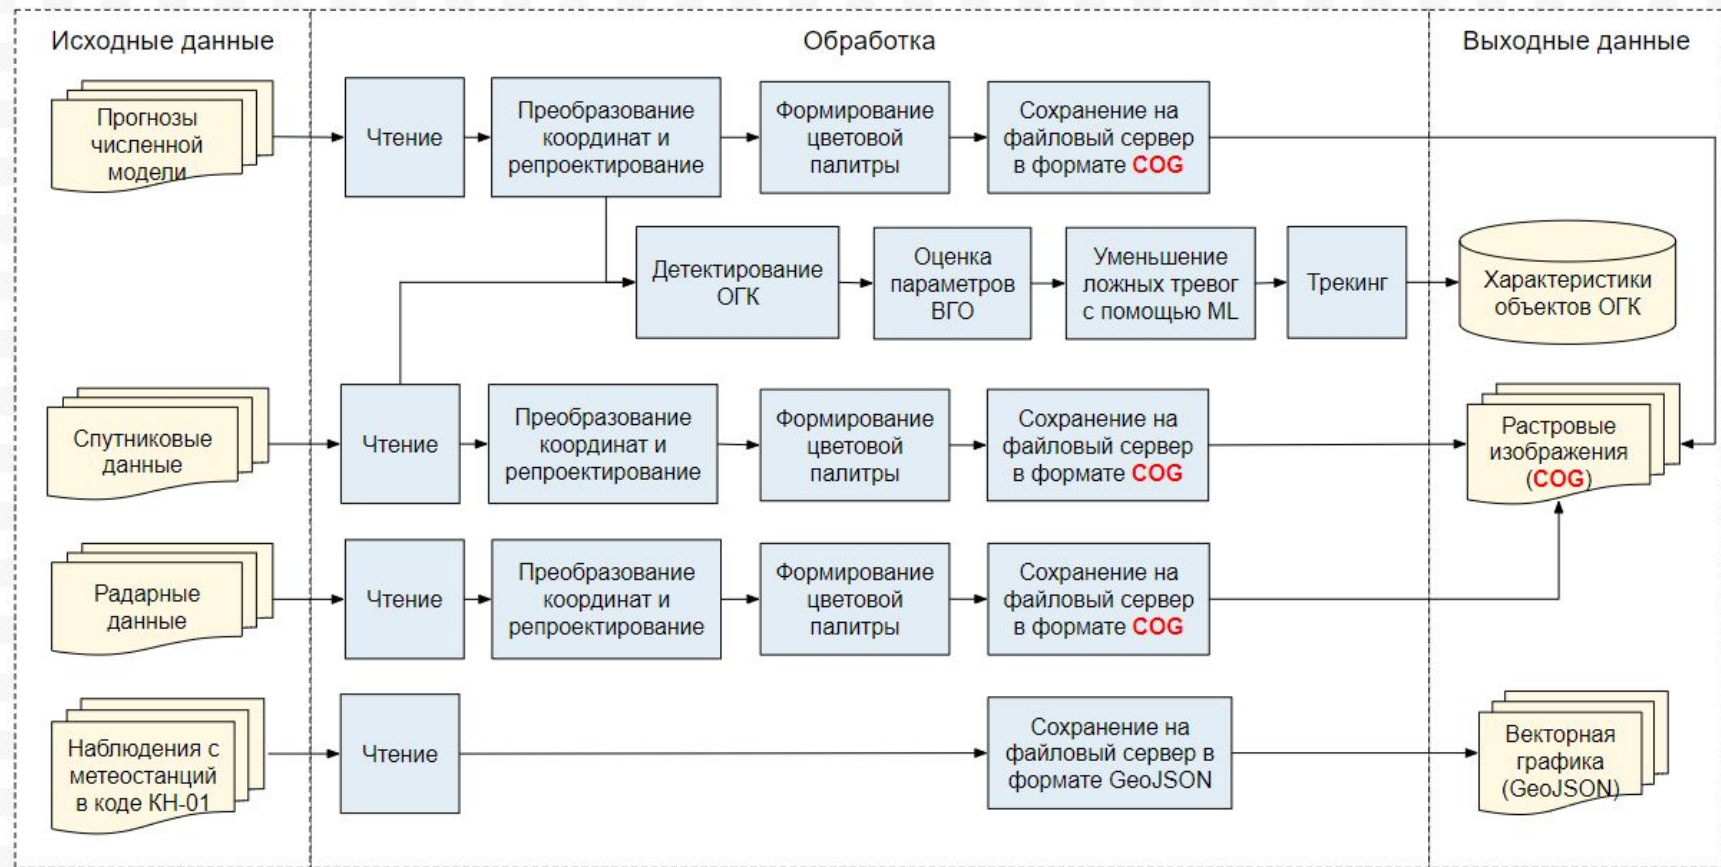 Исходные данные
Обработка
Выходные данные
Прогнозы
численной
модели
Чтение
Преобразование
координат и
репроектирование
Формирование
цветовой
палитры
Сохранение на
файловый сервер
в формате COG
Детектирование
ОГК
Оценка
параметров
ВГО
Уменьшение
ложных тревог
с помощью ML
Трекинг
Характеристики
объектов ОГК
Спутниковые
данные
Чтение
Преобразование
координат и
репроектирование
Формирование
цветовой
палитры
Сохранение на
файловый сервер
в формате COG
Растровые
изображения
(COG)
Радарные
данные
Чтение
Преобразование
координат и
репроектирование
Формирование
цветовой
палитры
Сохранение на
файловый сервер
в формате COG
Наблюдения с
метеостанций
в коде КН-01
Чтение
Сохранение на
файловый сервер в
формате GeoJSON
Векторная
графика
(GeoJSON)